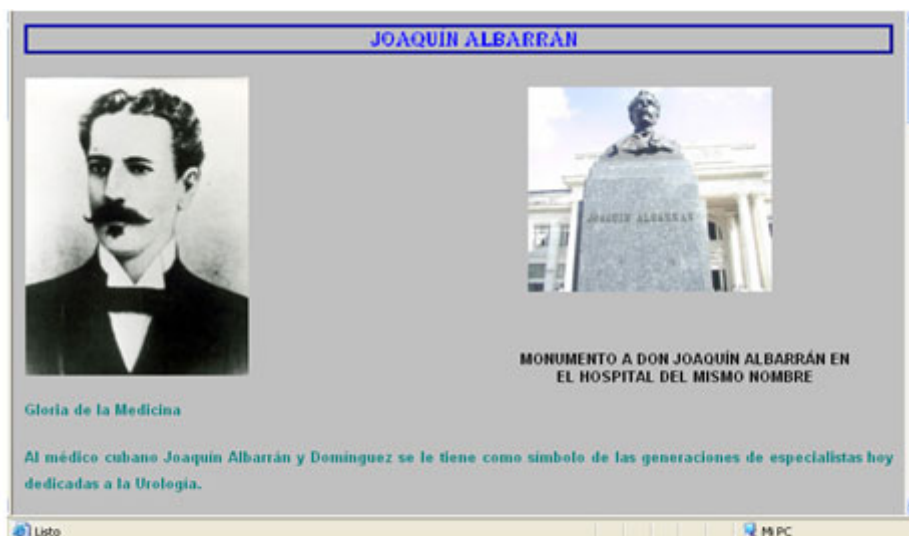 JOAQUÍN ALBARRÁN
JOAQUIN ALBARRAN
MONUMENTO A DON JOAQUÍN ALBARRÁN EN
EL HOSPITAL DEL MISMO NOMBRE
Gloria de la Medicina
Al médico cubano Joaquín Albarrán y Domínguez se le tiene como símbolo de las generaciones de especialistas hoy
dedicadas a la Urología.
Listo
Mi PC